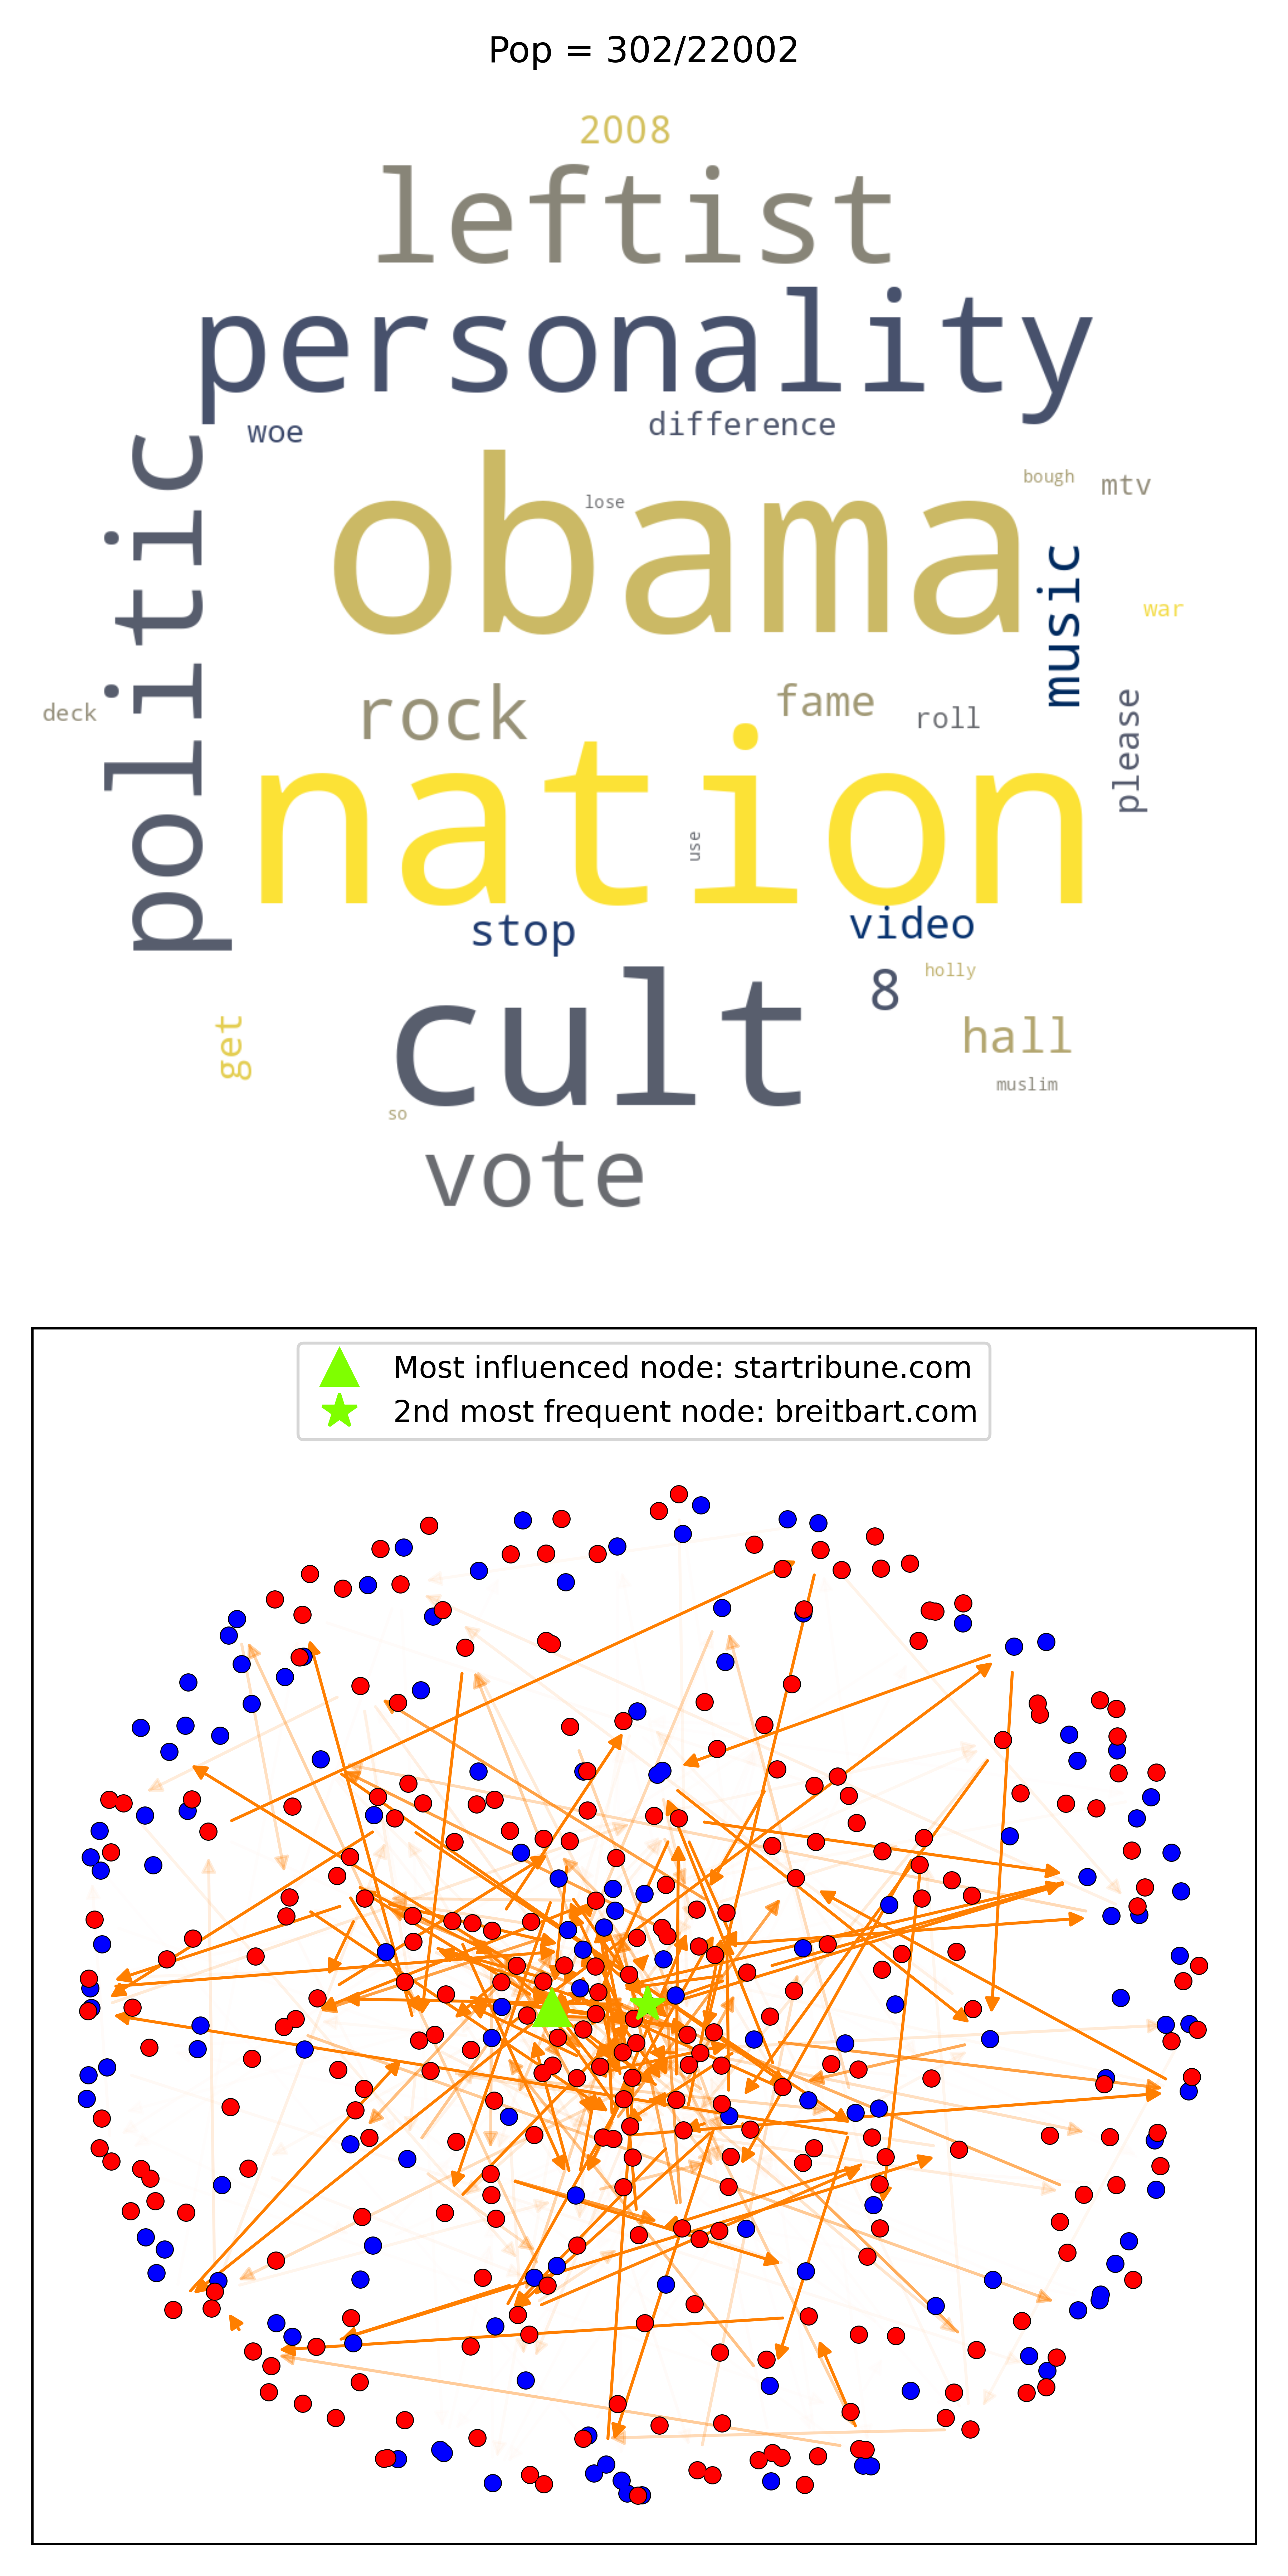 Pop = 302/22002
2008
leftist
personality
woe
difference
politic
obama
lose
bough
mtv
music
war
deck
rock
fame
roll
please
nation
use
stop
video
cult
8
holly
get
hall
muslim
so
vote
Most influenced node: startribune.com
2nd most frequent node: breitbart.com